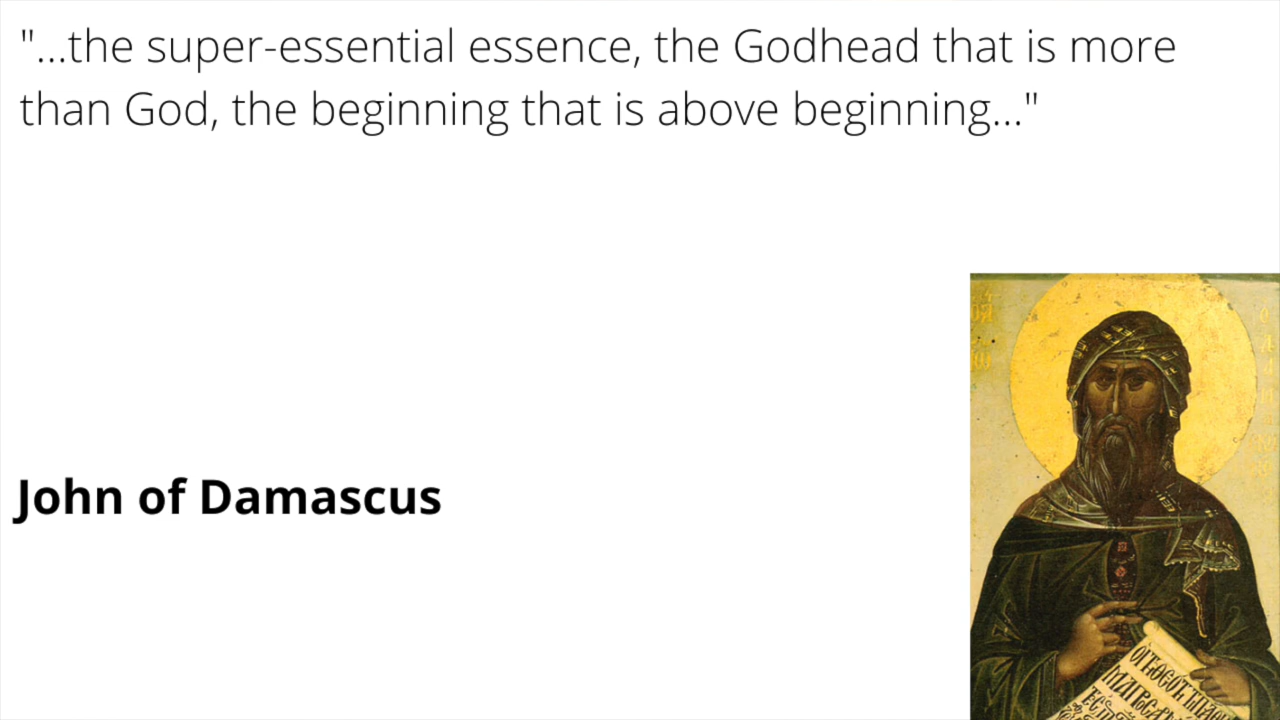 "...the super-essential essence, the Godhead that is more
than God, the beginning that is above beginning..."
John of Damascus